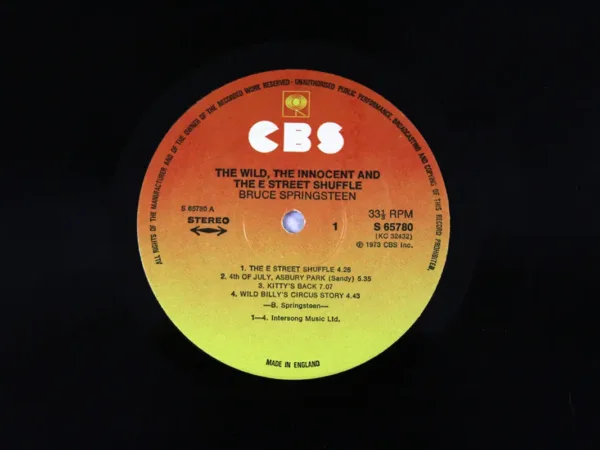 ALL RIGHTS OF THE MANUFACTURER AND OF THE OWNER OF THE RECORDED WORK RESERVED · UNAUTHORISED PUBLIC PERFORMANCE, BROADCASTING AND COPYING OF THIS RECORD PROHIBITED.
CBS
THE WILD, THE INNOCENT AND
THE E STREET SHUFFLE
BRUCE SPRINGSTEEN
S 65780 A
STEREO
1
33⅓ RPM
S 65780
(KC 32432)
℗ 1973 CBS Inc.
1. THE E STREET SHUFFLE 4.26
2. 4th OF JULY, ASBURY PARK (Sandy) 5.35
3. KITTY'S BACK 7.07
4. WILD BILLY'S CIRCUS STORY 4.43
—B. Springsteen—
1—4. Intersong Music Ltd.
MADE IN ENGLAND